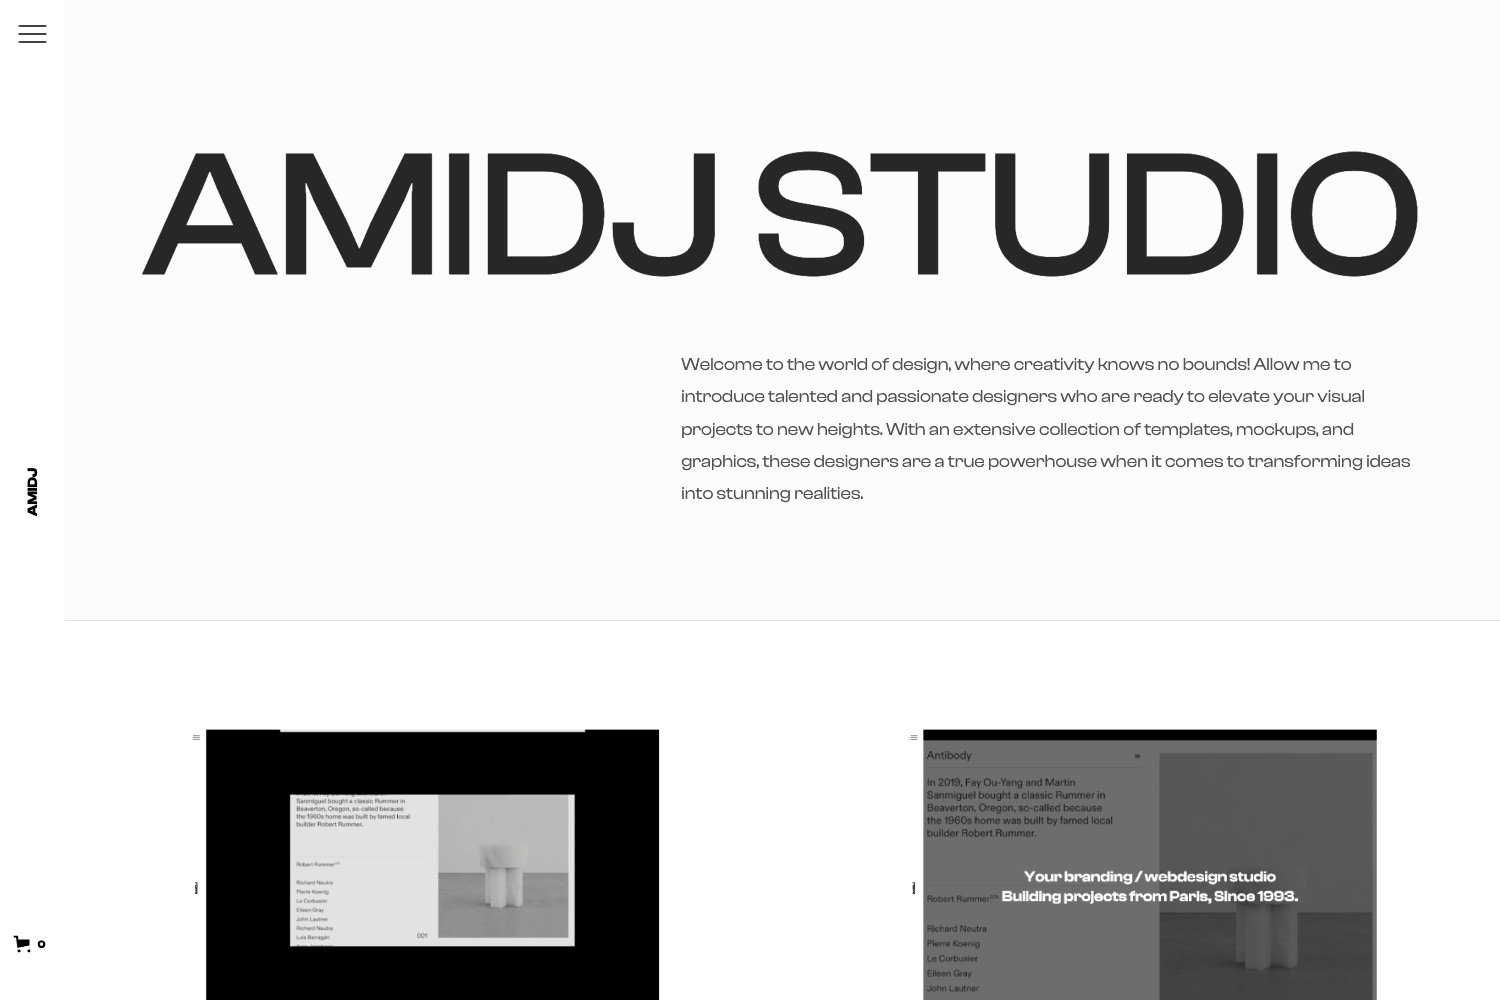 AMIDJ STUDIO
Welcome to the world of design, where creativity knows no bounds! Allow me to
introduce talented and passionate designers who are ready to elevate your visual
projects to new heights. With an extensive collection of templates, mockups, and
graphics, these designers are a true powerhouse when it comes to transforming ideas
into stunning realities.
AMIDJ
0
Sanmiguel bought a classic Rummer in
Beaverton, Oregon, so-called because
the 1960s home was built by famed local
builder Robert Rummer.
Robert Rummer
Richard Neutra
Pierre Koenig
Le Corbusier
Eileen Gray
John Lautner
Richard Neutra
Luis Barragán
001
AMIDJ
Antibody
In 2019, Fay Ou-Yang and Martin
Sanmiguel bought a classic Rummer in
Beaverton, Oregon, so-called because
the 1960s home was built by famed local
builder Robert Rummer.
Your branding / webdesign studio
Building projects from Paris, Since 1993.
Robert Rummer
Richard Neutra
Pierre Koenig
Le Corbusier
Eileen Gray
John Lautner
AMIDJ